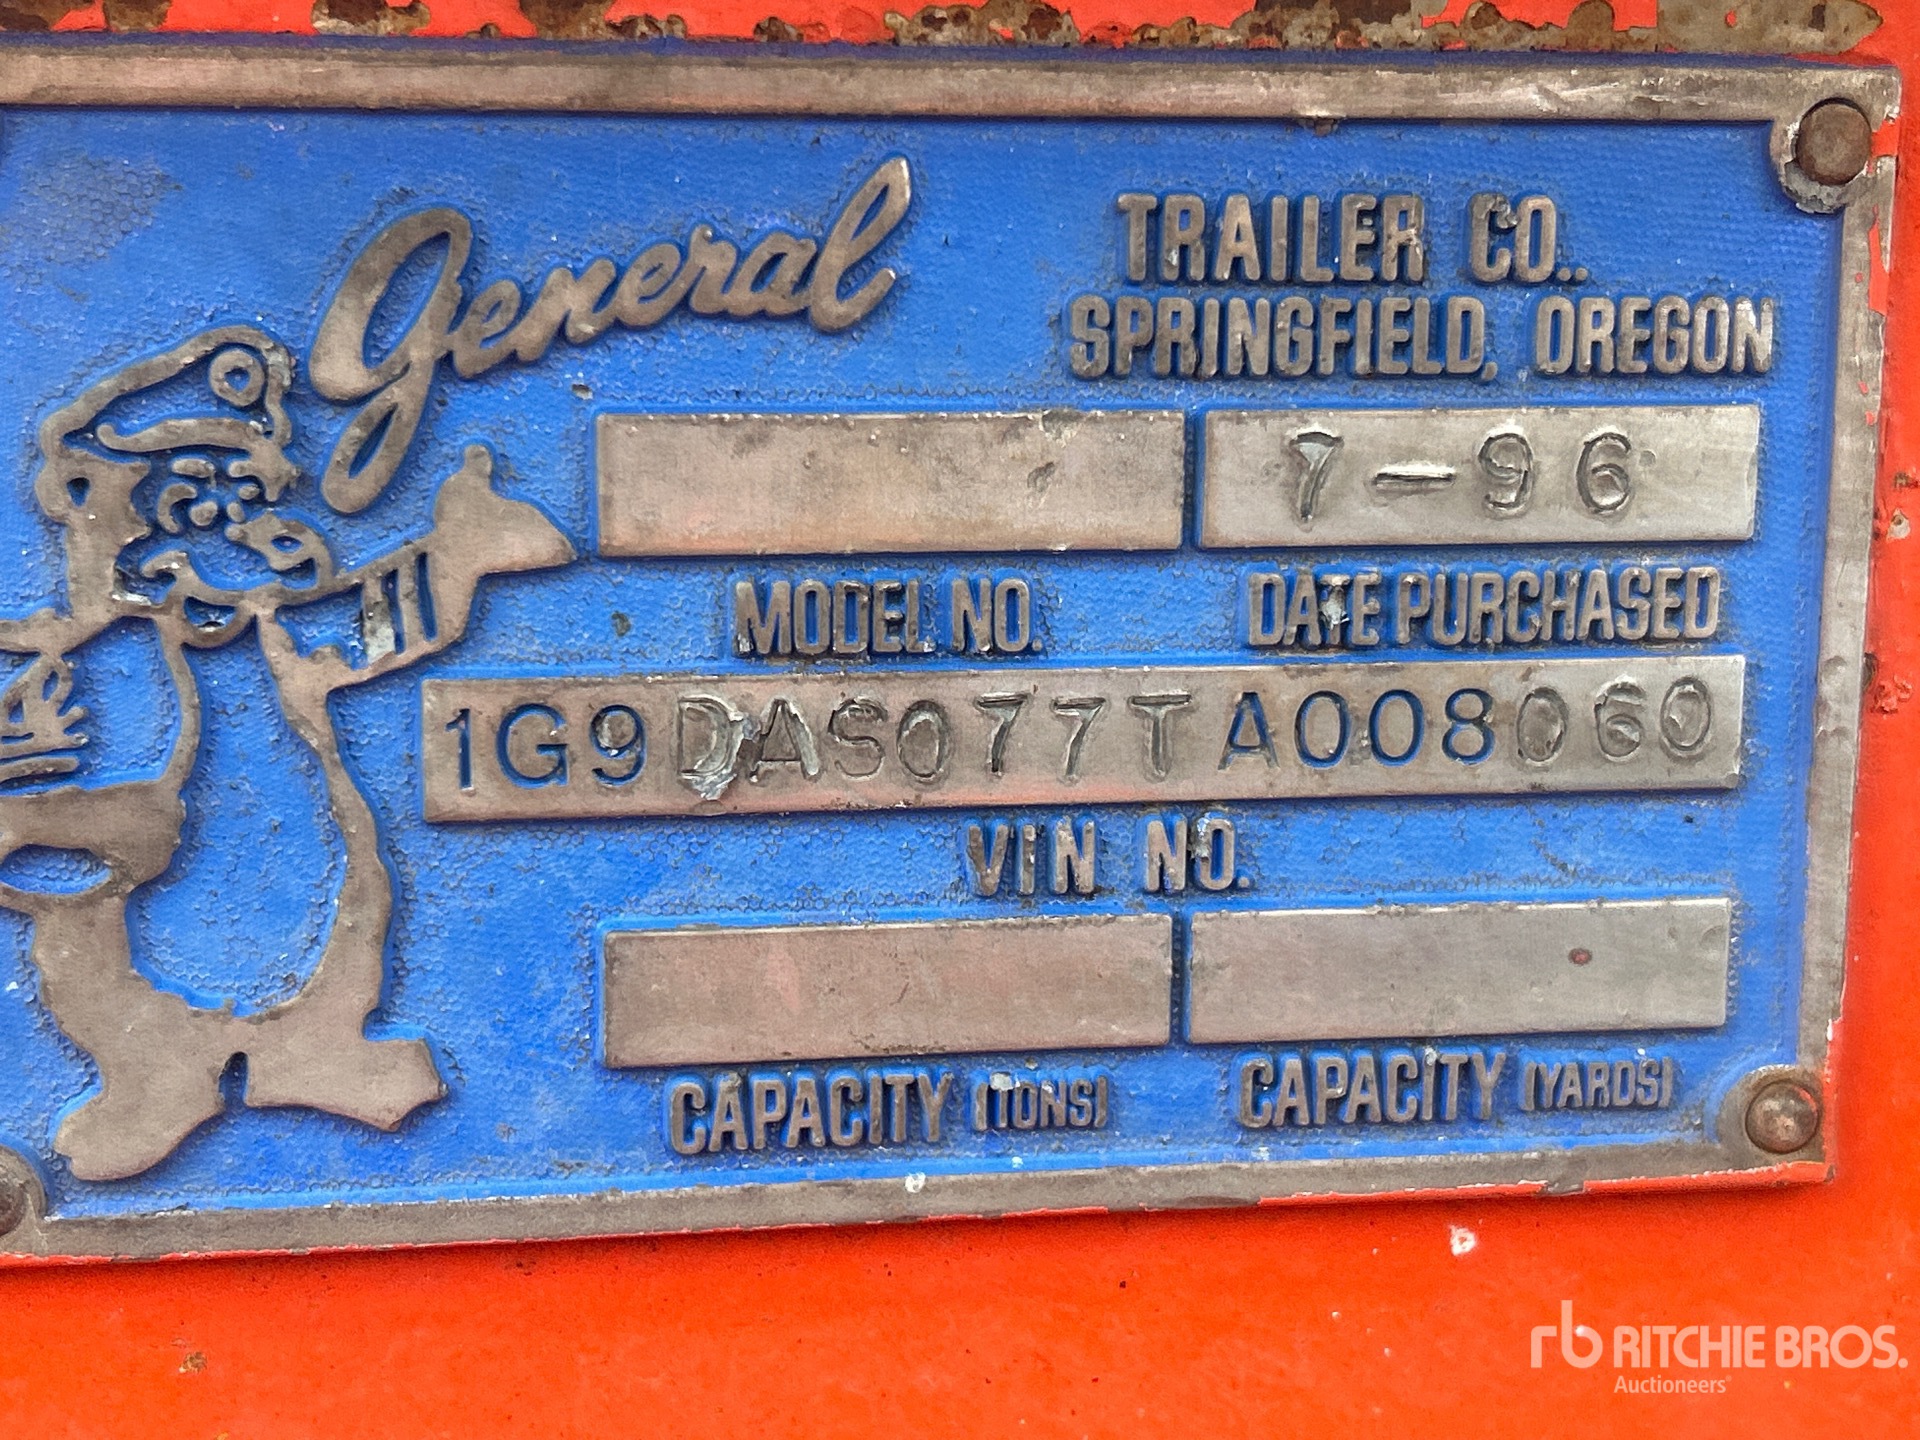 General
TRAILER CO..
SPRINGFIELD, OREGON
7-96
MODEL NO.
DATE PURCHASED
1G9DAS077TA008060
VIN NO.
CAPACITY (TONS)
CAPACITY (YARDS)
rb RITCHIE BROS.
Auctioneers